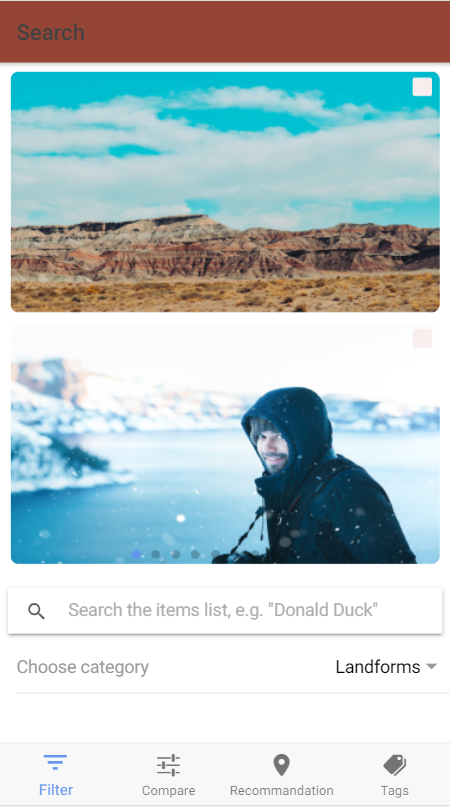 Search
Search the items list, e.g. "Donald Duck"
Choose category
Landforms
Filter
Compare
Recommandation
Tags